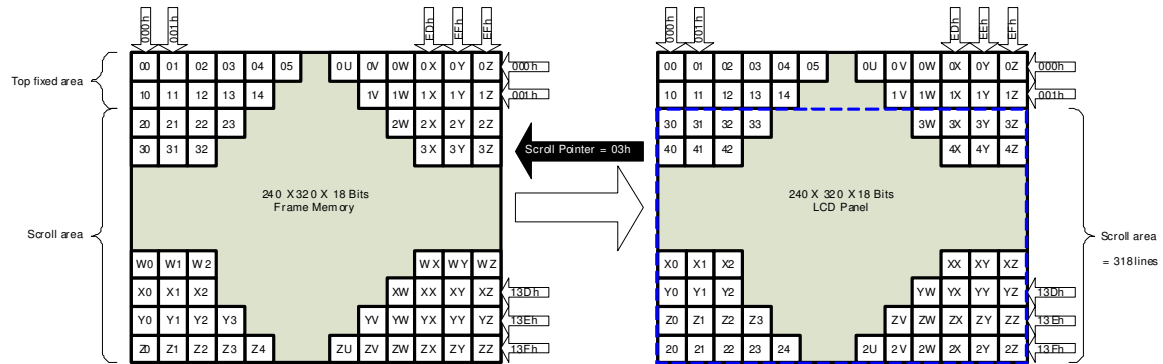 000h 001h EDh EEh EFh 000h 001h EDh EEh EFh
00 01 02 03 04 05 0U 0V 0W 0X 0Y 0Z 000h 00 01 02 03 04 05 0U 0V 0W 0X 0Y 0Z 000h
Top fixed area
10 11 12 13 14 1V 1W 1X 1Y 1Z 001h 10 11 12 13 14 1V 1W 1X 1Y 1Z 001h
20 21 22 23 2W 2X 2Y 2Z 30 31 32 33 3W 3X 3Y 3Z
30 31 32 3X 3Y 3Z Scroll Pointer = 03h 40 41 42 4X 4Y 4Z
240 X320 X 18 Bits 240 X 320 X 18 Bits
Frame Memory LCD Panel
Scroll area Scroll area
= 318 lines
W0 W1 W2 WX WY WZ X0 X1 X2 XX XY XZ
X0 X1 X2 XW XX XY XZ 13Dh Y0 Y1 Y2 YW YX YY YZ 13Dh
Y0 Y1 Y2 Y3 YV YW YX YY YZ 13Eh Z0 Z1 Z2 Z3 ZV ZW ZX ZY ZZ 13Eh
Z0 Z1 Z2 Z3 Z4 ZU ZV ZW ZX ZY ZZ 13Fh 20 21 22 23 24 2U 2V 2W 2X 2Y 2Z 13Fh